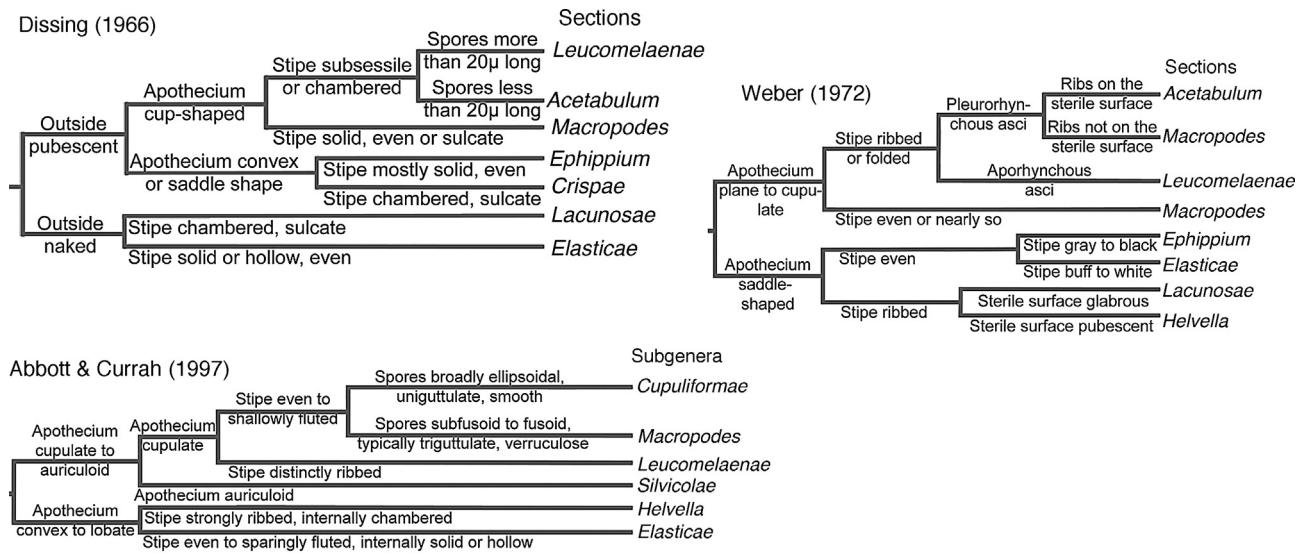 Dissing (1966)
Sections
Spores more
than 20µ long
Leucomelaenae
Stipe subsessile
or chambered
Spores less
than 20µ long
Acetabulum
Apothecium
cup-shaped
Stipe solid, even or sulcate
Macropodes
Outside
pubescent
Apothecium convex
or saddle shape
Stipe mostly solid, even
Ephippium
Stipe chambered, sulcate
Crispae
Outside
naked
Stipe chambered, sulcate
Lacunosae
Stipe solid or hollow, even
Elasticae
Weber (1972)
Sections
Ribs on the
sterile surface
Acetabulum
Pleurorhyn-
chous asci
Ribs not on the
sterile surface
Macropodes
Stipe ribbed
or folded
Aporhynchous
asci
Leucomelaenae
Apothecium
plane to cupu-
late
Stipe even or nearly so
Macropodes
Apothecium
saddle-
shaped
Stipe even
Stipe gray to black
Ephippium
Stipe buff to white
Elasticae
Stipe ribbed
Sterile surface glabrous
Lacunosae
Sterile surface pubescent
Helvella
Abbott & Currah (1997)
Subgenera
Spores broadly ellipsoidal,
uniguttulate, smooth
Cupuliformae
Stipe even to
shallowly fluted
Spores subfusoid to fusoid,
typically triguttulate, verruculose
Macropodes
Apothecium
cupulate to
auriculoid
Apothecium
cupulate
Stipe distinctly ribbed
Leucomelaenae
Apothecium auriculoid
Silvicolae
Apothecium
convex to lobate
Stipe strongly ribbed, internally chambered
Helvella
Stipe even to sparingly fluted, internally solid or hollow
Elasticae